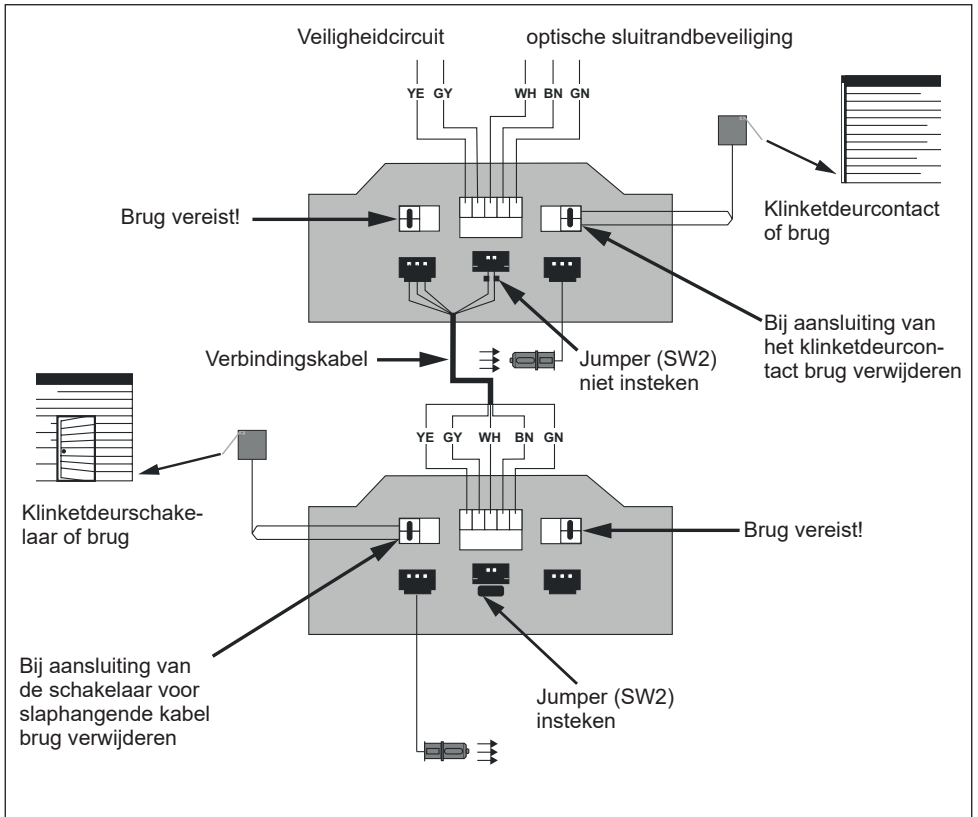 Veiligheidcircuit
optische sluitrandbeveiliging
YE GY WH BN GN
Brug vereist!
Klinketdeurcontact
of brug
Bij aansluiting van
het klinketdeurcon-
tact brug verwijderen
Verbindingskabel
Jumper (SW2)
niet insteken
YE GY WH BN GN
Klinketdeurschake-
laar of brug
Brug vereist!
Bij aansluiting van
de schakelaar voor
slaphangende kabel
brug verwijderen
Jumper (SW2)
insteken